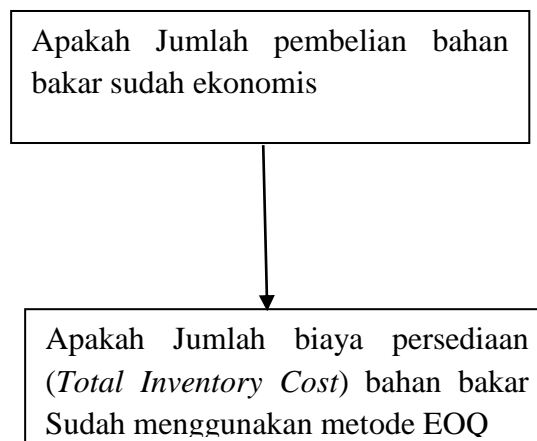 Apakah Jumlah pembelian bahan
bakar sudah ekonomis
Apakah Jumlah biaya persediaan
(Total Inventory Cost) bahan bakar
Sudah menggunakan metode EOQ